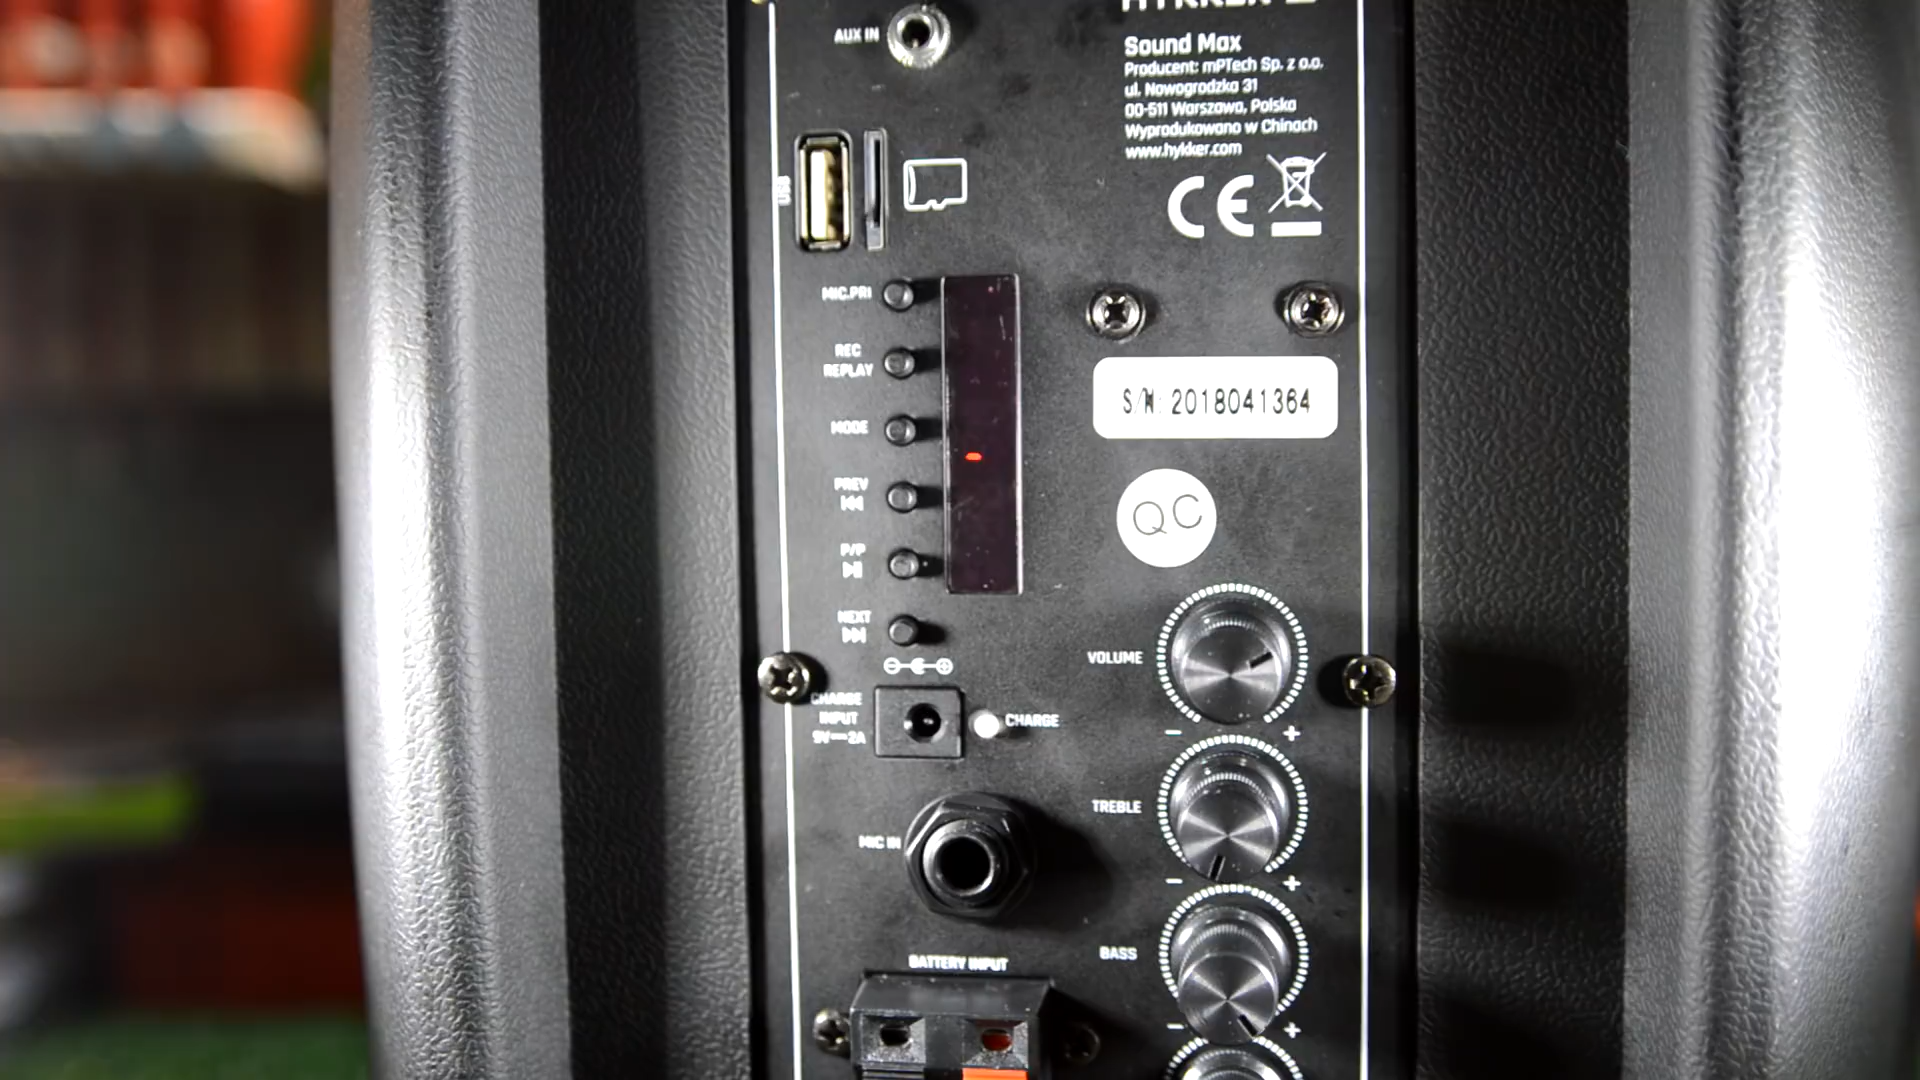 HYKKER
AUX IN
Sound Max
Producent: mPTech Sp. z o.o.
ul. Nowogrodzka 31
00-511 Warszawa, Polska
Wyprodukowano w Chinach
www.hykker.com
USB
CE
MIC.PRI
REC
REPLAY
MODE
S/N: 2018041364
PREV
QC
P/P
NEXT
VOLUME
- +
CHARGE
INPUT
9V⎓2A
CHARGE
TREBLE
- +
MIC IN
BASS
- +
BATTERY INPUT